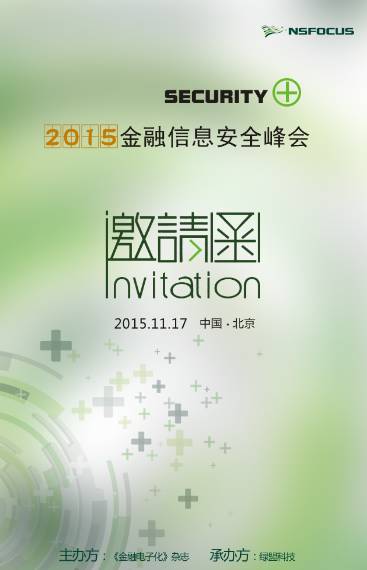 NSFOCUS
SECURITY
2015金融信息安全峰会
邀請函
Invitation
2015.11.17 中国·北京
主办方：《金融电子化》杂志 承办方：绿盟科技